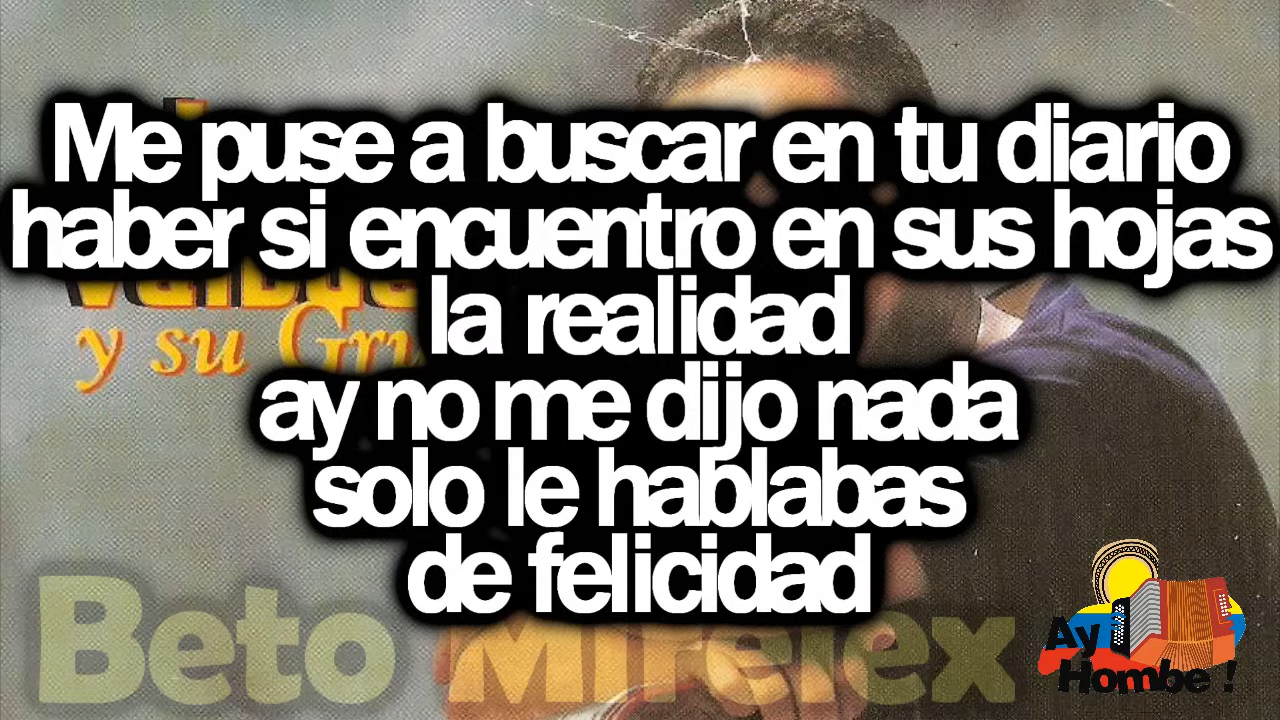 Me puse a buscar en tu diario
haber si encuentro en sus hojas
la realidad
y su
ay no me dijo nada
solo le hablabas
de felicidad
Beto Mirelex
Ay
Hombe !